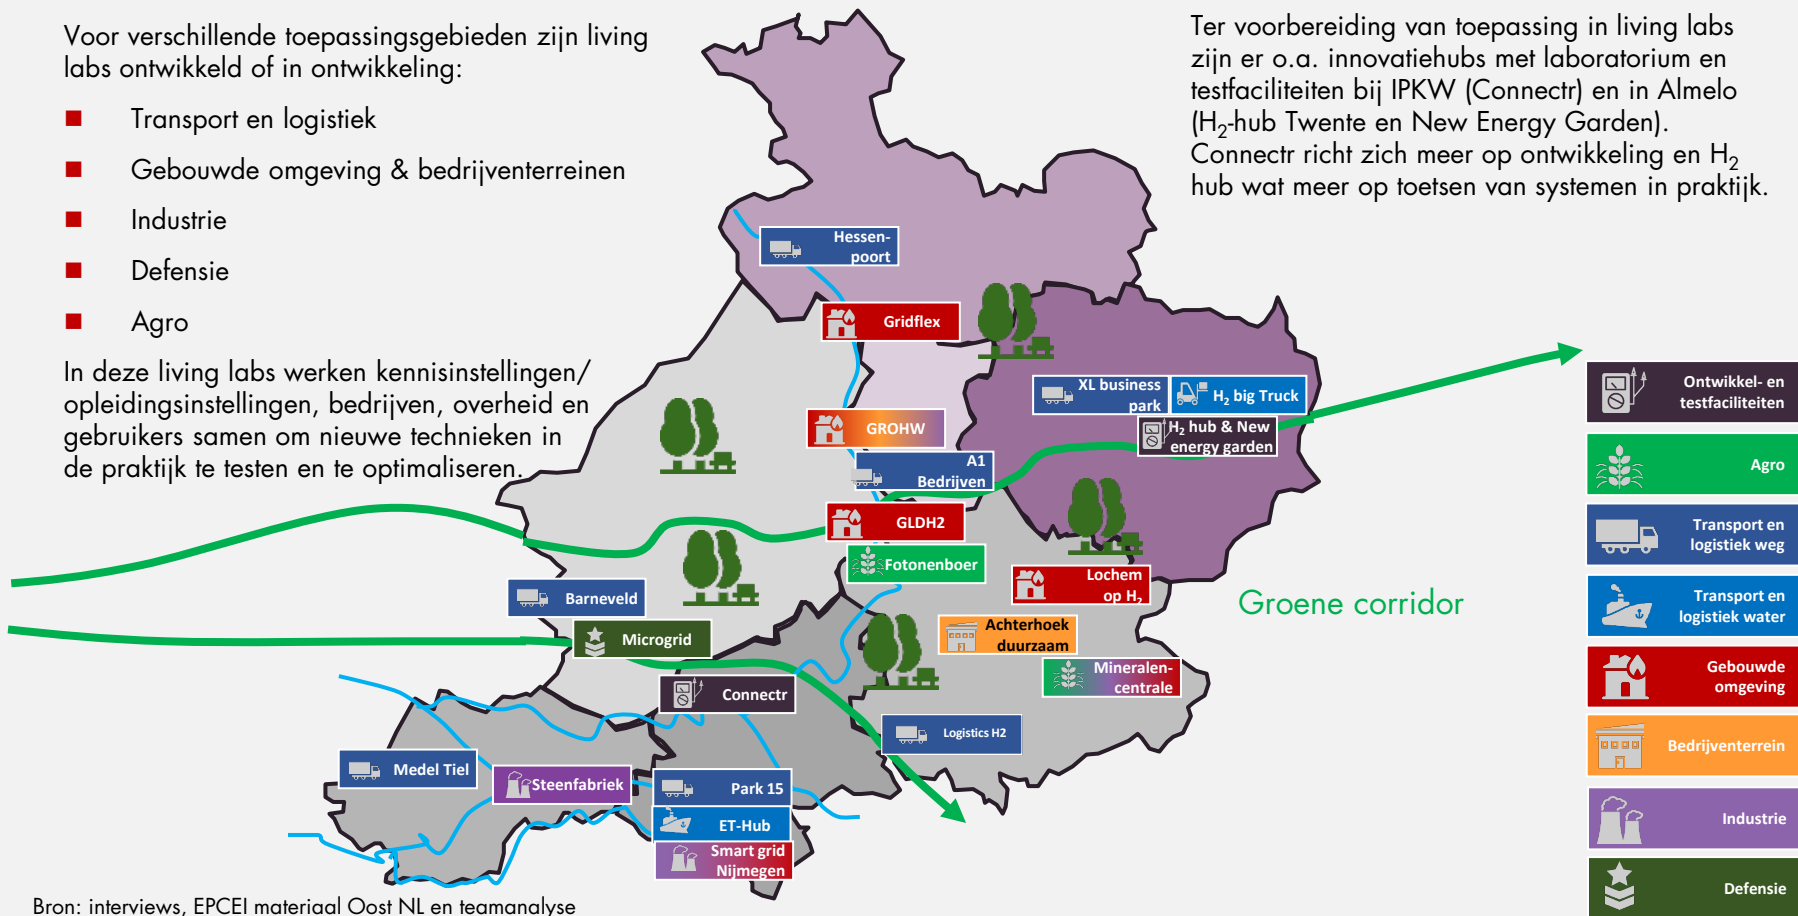 Voor verschillende toepassingsgebieden zijn living
labs ontwikkeld of in ontwikkeling:
Transport en logistiek
Gebouwde omgeving & bedrijventerreinen
Industrie
Defensie
Agro
In deze living labs werken kennisinstellingen/
opleidingsinstellingen, bedrijven, overheid en
gebruikers samen om nieuwe technieken in
de praktijk te testen en te optimaliseren.
Ter voorbereiding van toepassing in living labs
zijn er o.a. innovatiehubs met laboratorium en
testfaciliteiten bij IPKW (Connectr) en in Almelo
(H₂-hub Twente en New Energy Garden).
Connectr richt zich meer op ontwikkeling en H₂
hub wat meer op toetsen van systemen in praktijk.
Hessen-
poort
Gridflex
XL business
park
H₂ big Truck
GROHW
H₂ hub & New
energy garden
A1
Bedrijven
GLDH2
Fotonenboer
Lochem
op H₂
Barneveld
Achterhoek
duurzaam
Microgrid
Mineralen-
centrale
Connectr
Logistics H2
Medel Tiel
Steenfabriek
Park 15
ET-Hub
Smart grid
Nijmegen
Groene corridor
Ontwikkel- en
testfaciliteiten
Agro
Transport en
logistiek weg
Transport en
logistiek water
Gebouwde
omgeving
Bedrijventerrein
Industrie
Defensie
Bron: interviews, EPCEI materiaal Oost NL en teamanalyse